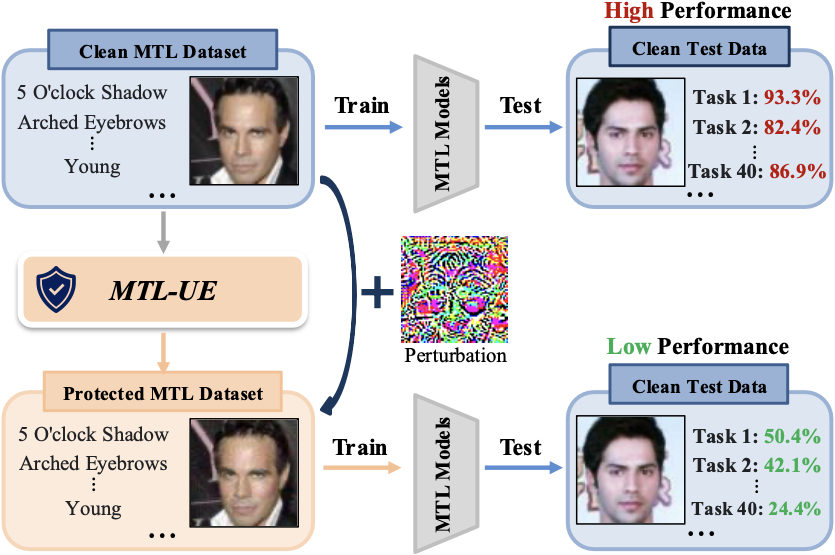 High Performance
Clean MTL Dataset
Clean Test Data
5 O'clock Shadow
Arched Eyebrows
⋮
Young
...
Train
MTL Models
Test
Task 1: 93.3%
Task 2: 82.4%
⋮
Task 40: 86.9%
...
MTL-UE
+
Perturbation
Low Performance
Protected MTL Dataset
Clean Test Data
5 O'clock Shadow
Arched Eyebrows
⋮
Young
...
Train
MTL Models
Test
Task 1: 50.4%
Task 2: 42.1%
⋮
Task 40: 24.4%
...